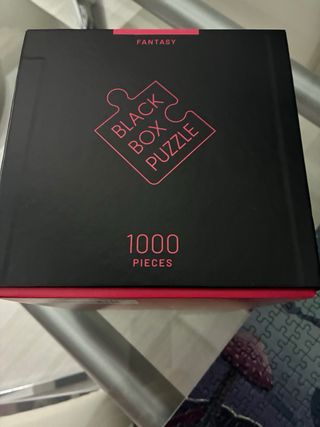 FANTASY
BLACK
BOX
PUZZLE
1000
PIECES